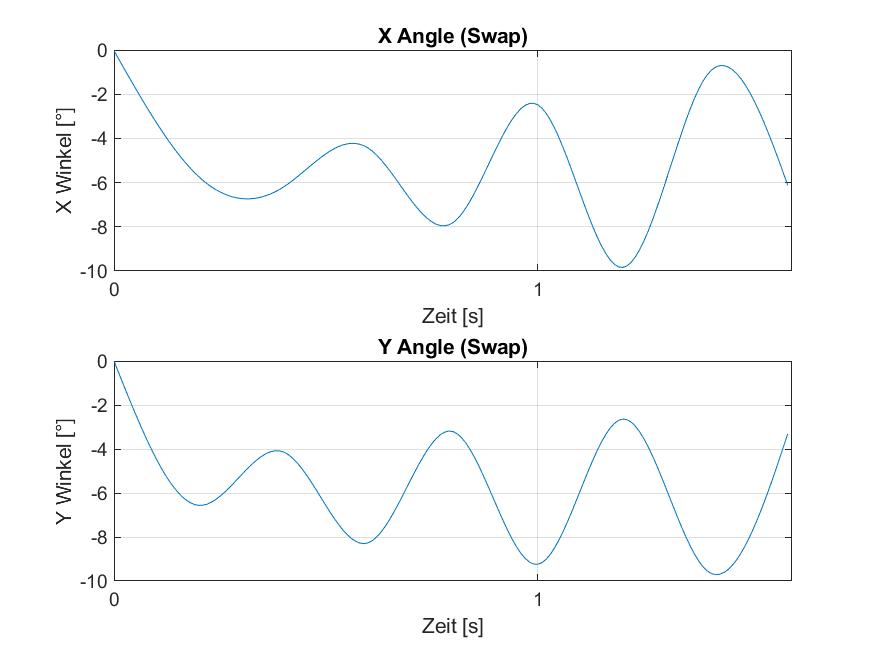 X Angle (Swap)
0
-2
-4
-6
-8
-10
X Winkel [°]
0 1
Zeit [s]
Y Angle (Swap)
0
-2
-4
-6
-8
-10
Y Winkel [°]
0 1
Zeit [s]